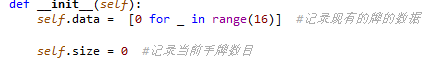 def __init__(self):
self.data = [0 for _ in range(16)] #记录现有的牌的数据
self.size = 0 #记录当前手牌数目